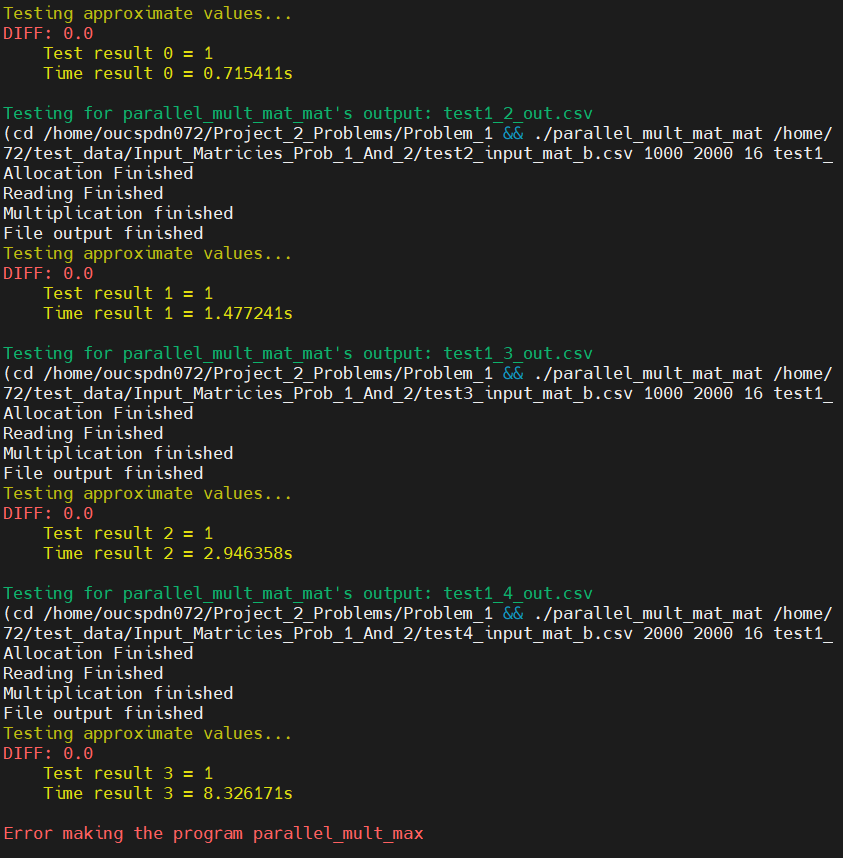 Testing approximate values...
DIFF: 0.0
    Test result 0 = 1
    Time result 0 = 0.715411s

Testing for parallel_mult_mat_mat's output: test1_2_out.csv
(cd /home/oucspdn072/Project_2_Problems/Problem_1 && ./parallel_mult_mat_mat /home/
72/test_data/Input_Matricies_Prob_1_And_2/test2_input_mat_b.csv 1000 2000 16 test1_
Allocation Finished
Reading Finished
Multiplication finished
File output finished
Testing approximate values...
DIFF: 0.0
    Test result 1 = 1
    Time result 1 = 1.477241s

Testing for parallel_mult_mat_mat's output: test1_3_out.csv
(cd /home/oucspdn072/Project_2_Problems/Problem_1 && ./parallel_mult_mat_mat /home/
72/test_data/Input_Matricies_Prob_1_And_2/test3_input_mat_b.csv 1000 2000 16 test1_
Allocation Finished
Reading Finished
Multiplication finished
File output finished
Testing approximate values...
DIFF: 0.0
    Test result 2 = 1
    Time result 2 = 2.946358s

Testing for parallel_mult_mat_mat's output: test1_4_out.csv
(cd /home/oucspdn072/Project_2_Problems/Problem_1 && ./parallel_mult_mat_mat /home/
72/test_data/Input_Matricies_Prob_1_And_2/test4_input_mat_b.csv 2000 2000 16 test1_
Allocation Finished
Reading Finished
Multiplication finished
File output finished
Testing approximate values...
DIFF: 0.0
    Test result 3 = 1
    Time result 3 = 8.326171s

Error making the program parallel_mult_max